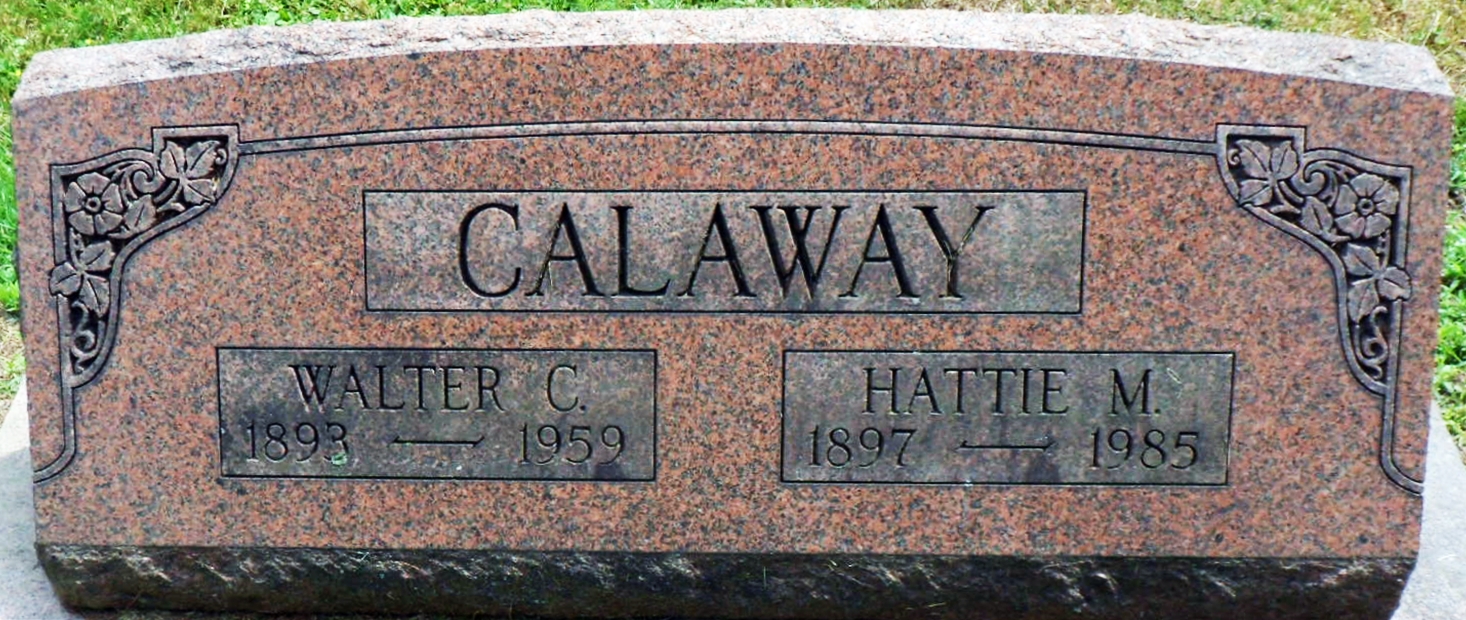 CALAWAY
WALTER C.
1893 — 1959
HATTIE M.
1897 — 1985